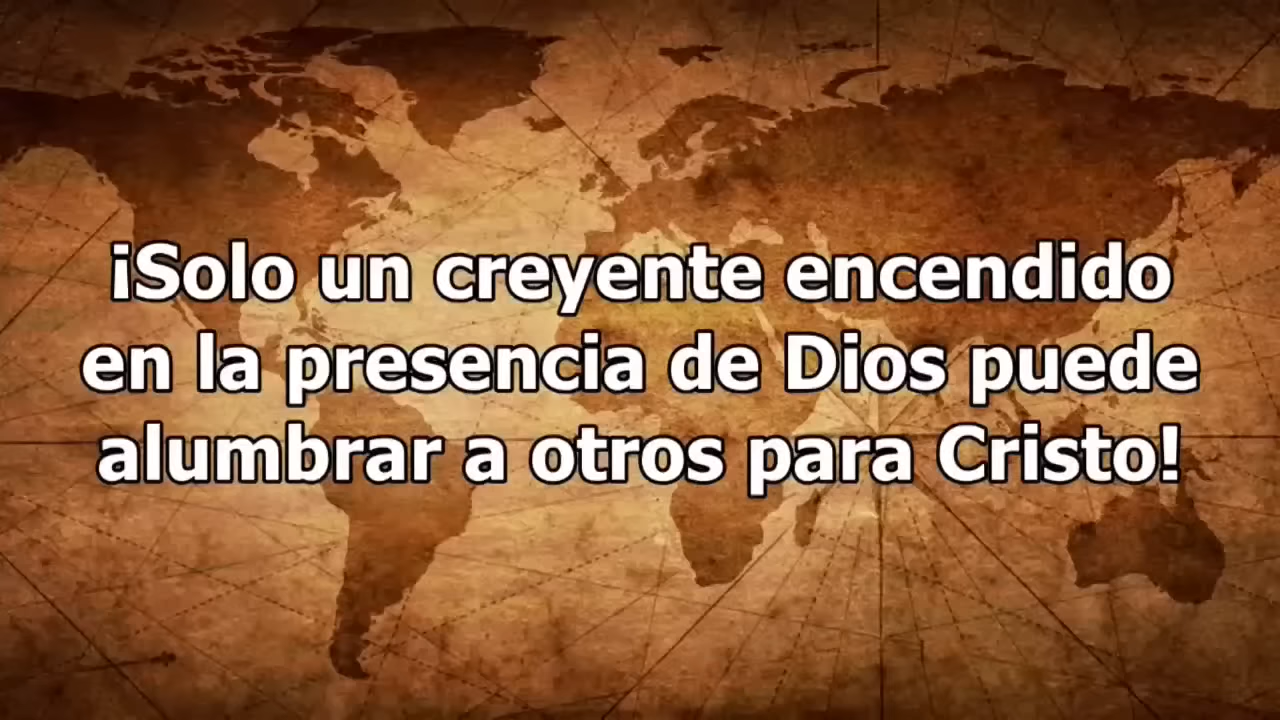 ¡Solo un creyente encendido
en la presencia de Dios puede
alumbrar a otros para Cristo!